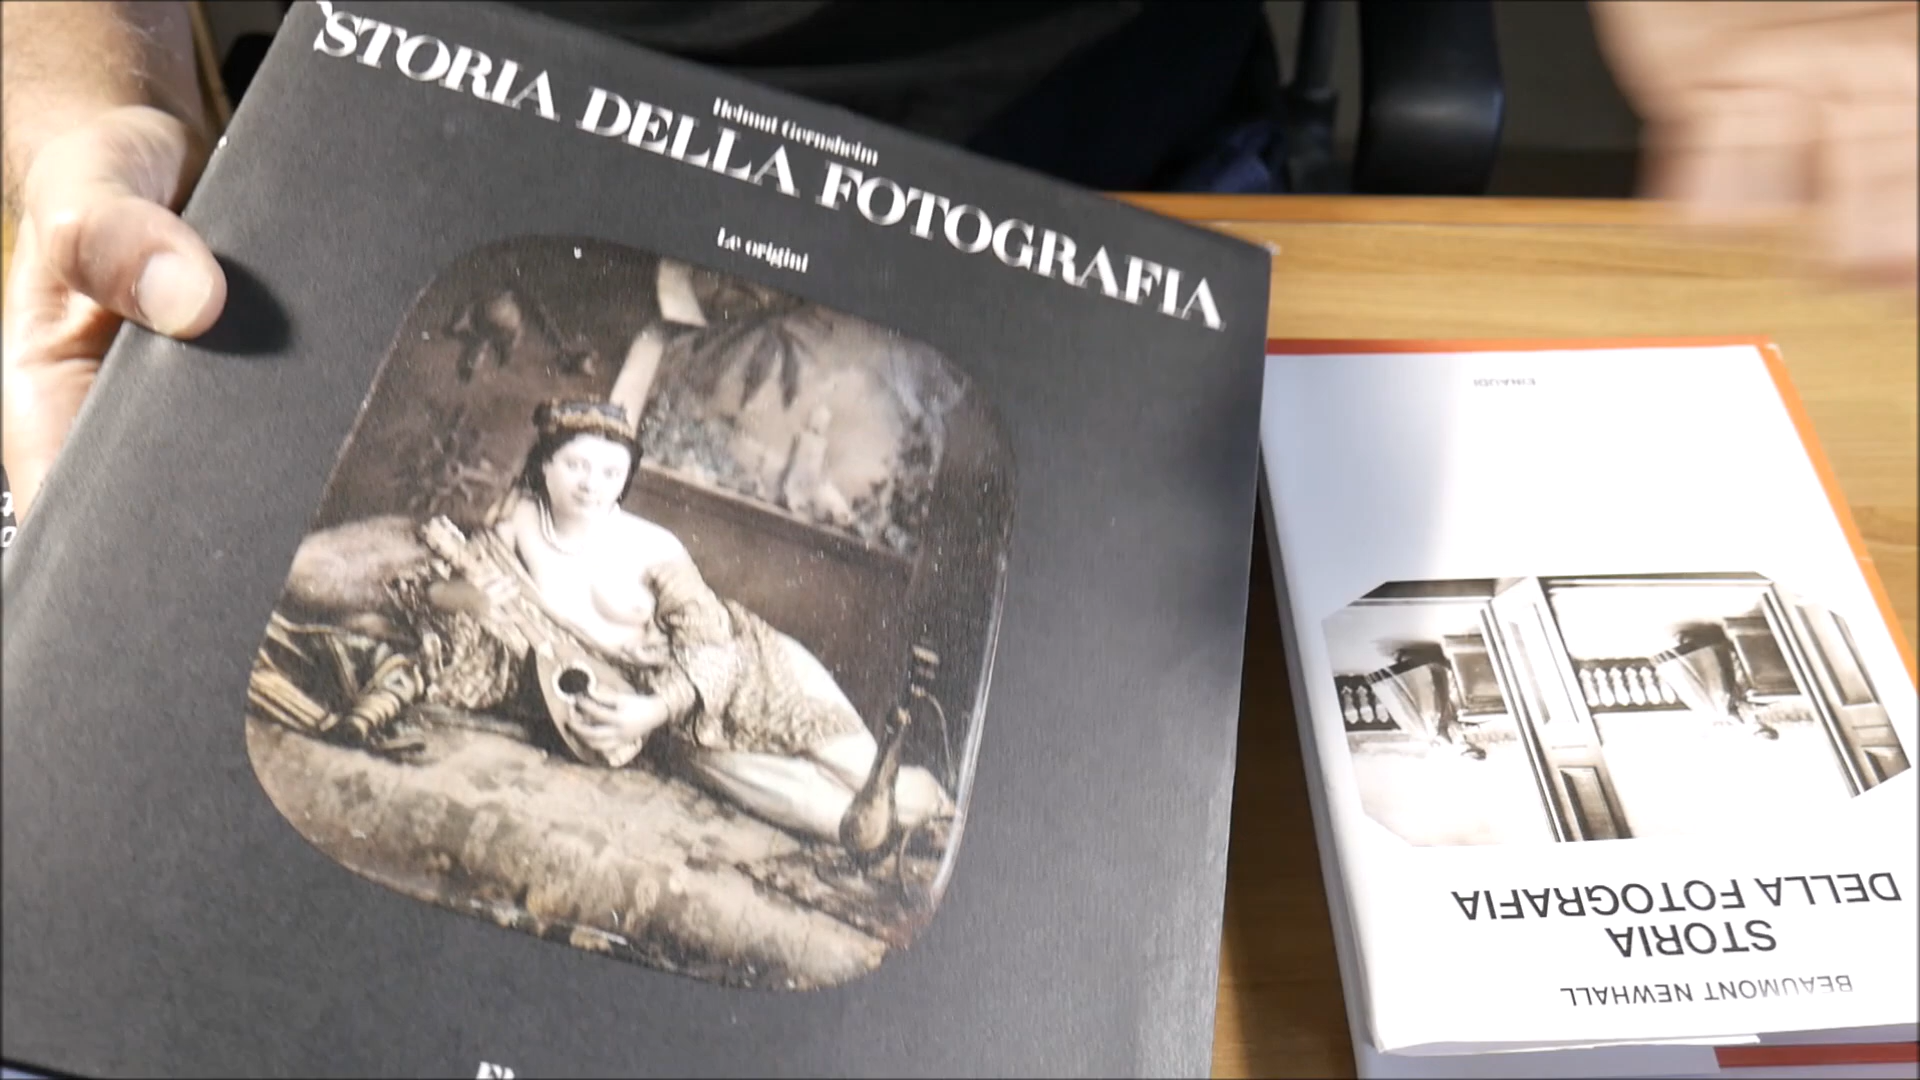 Helmut Gernsheim
STORIA DELLA FOTOGRAFIA
Le origini
EINAUDI
BEAUMONT NEWHALL
STORIA
DELLA FOTOGRAFIA